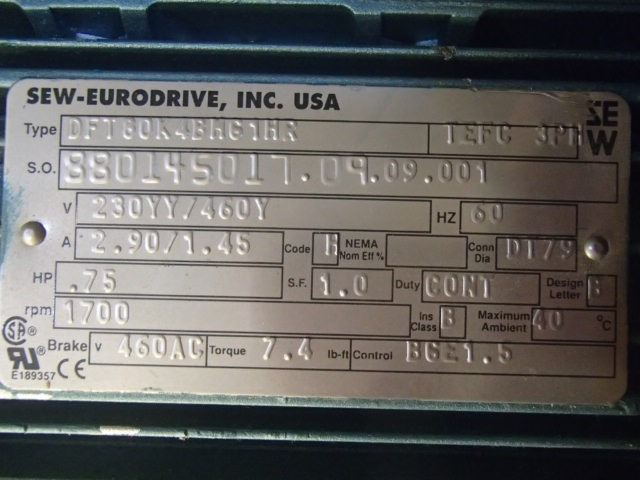 SEW-EURODRIVE, INC. USA
SEW
Type DFT80K4BMG1HR TEFC 3PH
S.O. 880145017.09.09.001
V 230YY/460Y HZ 60
A 2.90/1.45 Code H NEMA Nom Eff % Conn Dia DT79
HP .75 S.F. 1.0 Duty CONT Design Letter B
rpm 1700 Ins Class B Maximum Ambient 40 °C
Brake V 460AC Torque 7.4 lb-ft Control BGE1.5
E189357 CE